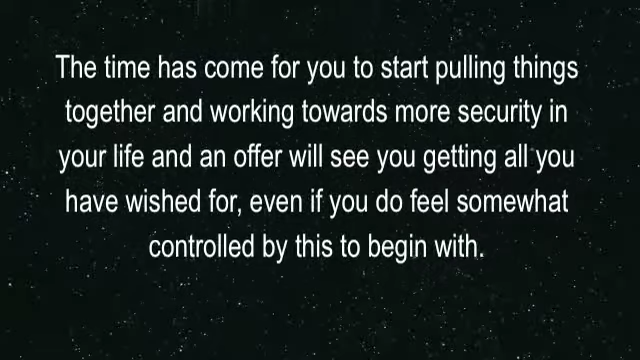 The time has come for you to start pulling things
together and working towards more security in
your life and an offer will see you getting all you
have wished for, even if you do feel somewhat
controlled by this to begin with.